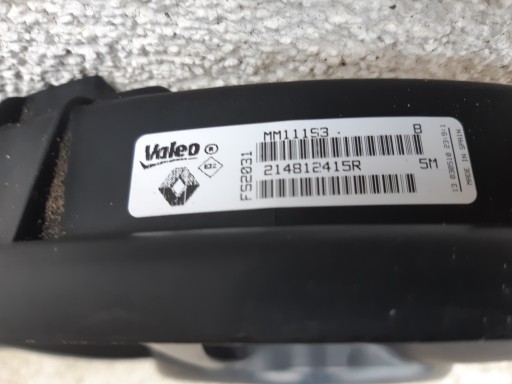 Valeo ®
FS2031
MM111S3 . B
214812415R 5M
MADE IN SPAIN